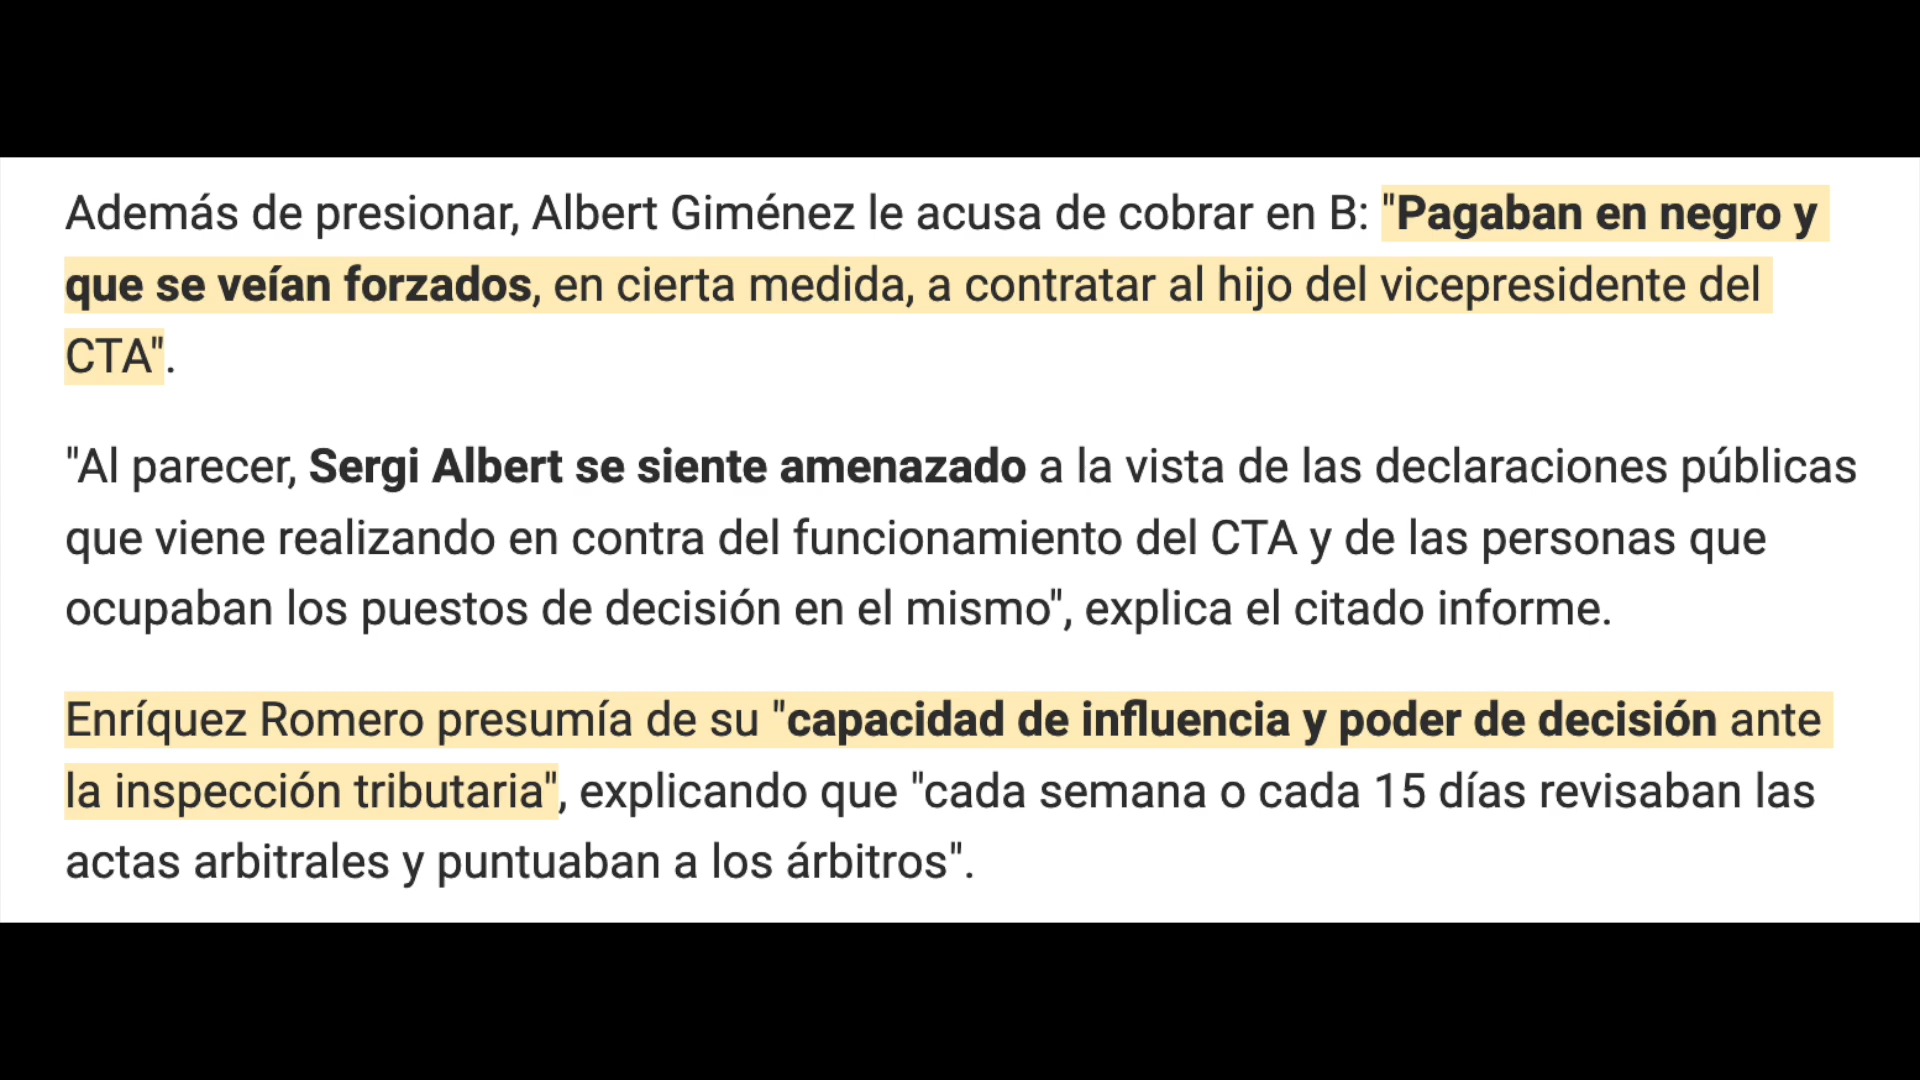 Además de presionar, Albert Giménez le acusa de cobrar en B: "Pagaban en negro y
que se veían forzados, en cierta medida, a contratar al hijo del vicepresidente del
CTA".
"Al parecer, Sergi Albert se siente amenazado a la vista de las declaraciones públicas
que viene realizando en contra del funcionamiento del CTA y de las personas que
ocupaban los puestos de decisión en el mismo", explica el citado informe.
Enríquez Romero presumía de su "capacidad de influencia y poder de decisión ante
la inspección tributaria", explicando que "cada semana o cada 15 días revisaban las
actas arbitrales y puntuaban a los árbitros".